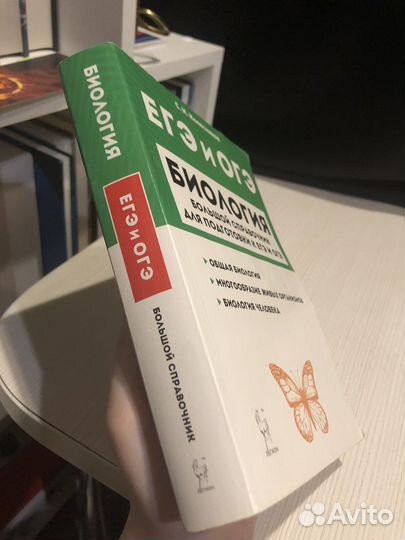 БИОЛОГИЯ
ЕГЭ и ОГЭ
БОЛЬШОЙ СПРАВОЧНИК
ЛЕГИОН
ЕГЭ и ОГЭ
БИОЛОГИЯ
БОЛЬШОЙ СПРАВОЧНИК
ДЛЯ ПОДГОТОВКИ К ЕГЭ И ОГЭ
ОБЩАЯ БИОЛОГИЯ
МНОГООБРАЗИЕ ЖИВЫХ ОРГАНИЗМОВ
БИОЛОГИЯ ЧЕЛОВЕКА
ЛЕГИОН
Avito